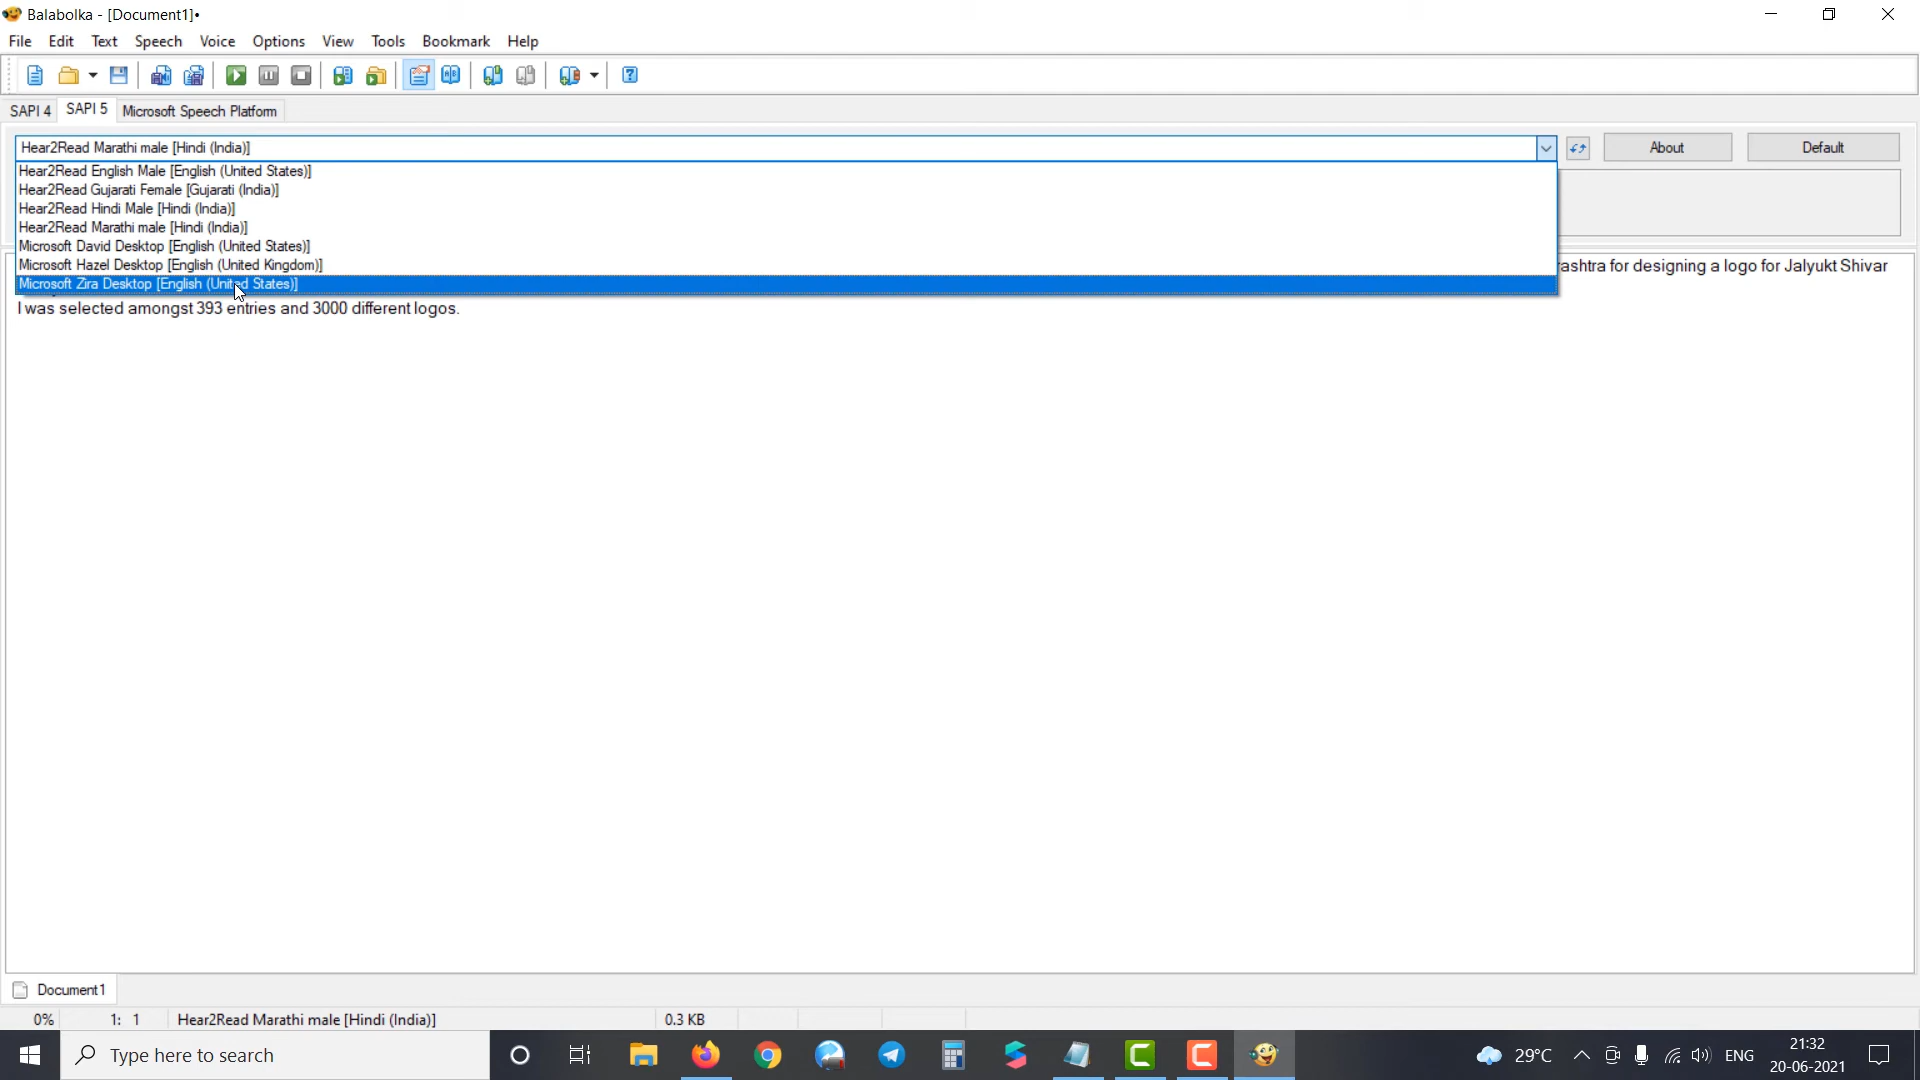 Balabolka - [Document1]•
File Edit Text Speech Voice Options View Tools Bookmark Help
SAPI 4 SAPI 5 Microsoft Speech Platform
Hear2Read Marathi male [Hindi (India)]
About Default
Hear2Read English Male [English (United States)]
Hear2Read Gujarati Female [Gujarati (India)]
Hear2Read Hindi Male [Hindi (India)]
Hear2Read Marathi male [Hindi (India)]
Microsoft David Desktop [English (United States)]
Microsoft Hazel Desktop [English (United Kingdom)]
Microsoft Zira Desktop [English (United States)]
ashtra for designing a logo for Jalyukt Shivar
I was selected amongst 393 entries and 3000 different logos.
Document1
0% 1: 1 Hear2Read Marathi male [Hindi (India)] 0.3 KB
Type here to search
29°C
ENG
21:32
20-06-2021